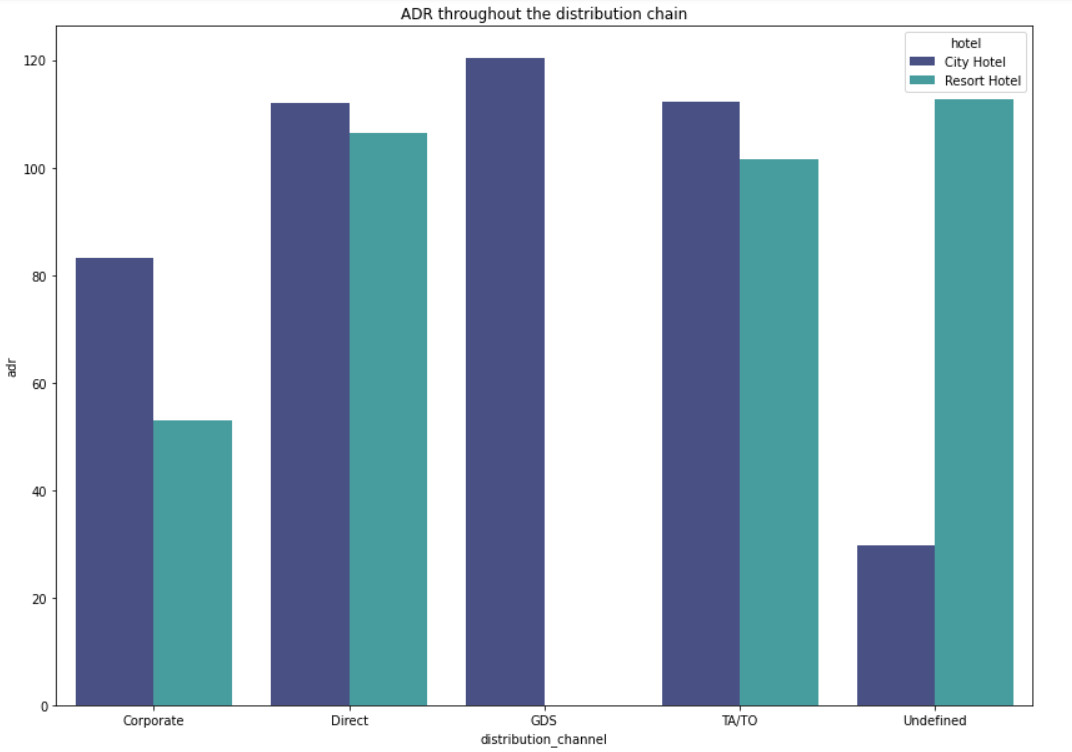 ADR throughout the distribution chain
hotel
City Hotel
Resort Hotel
120
100
80
60
40
20
0
adr
Corporate Direct GDS TA/TO Undefined
distribution_channel